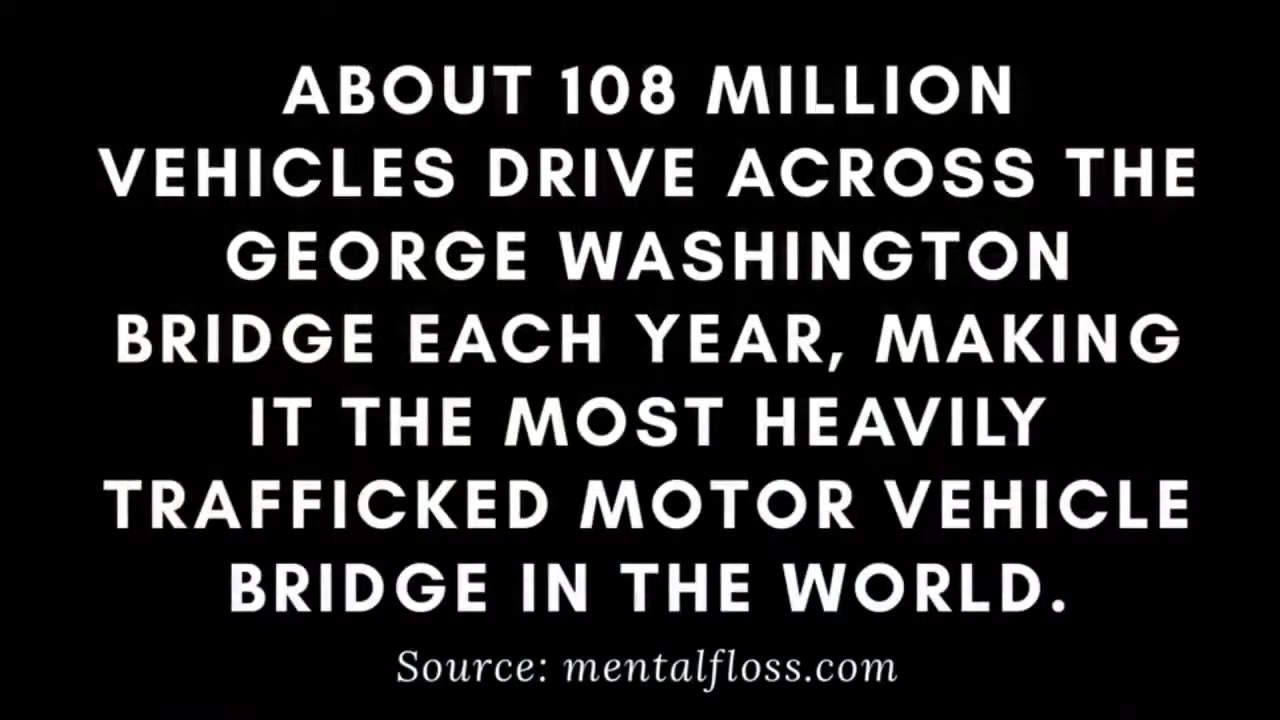 ABOUT 108 MILLION
VEHICLES DRIVE ACROSS THE
GEORGE WASHINGTON
BRIDGE EACH YEAR, MAKING
IT THE MOST HEAVILY
TRAFFICKED MOTOR VEHICLE
BRIDGE IN THE WORLD.
Source: mentalfloss.com